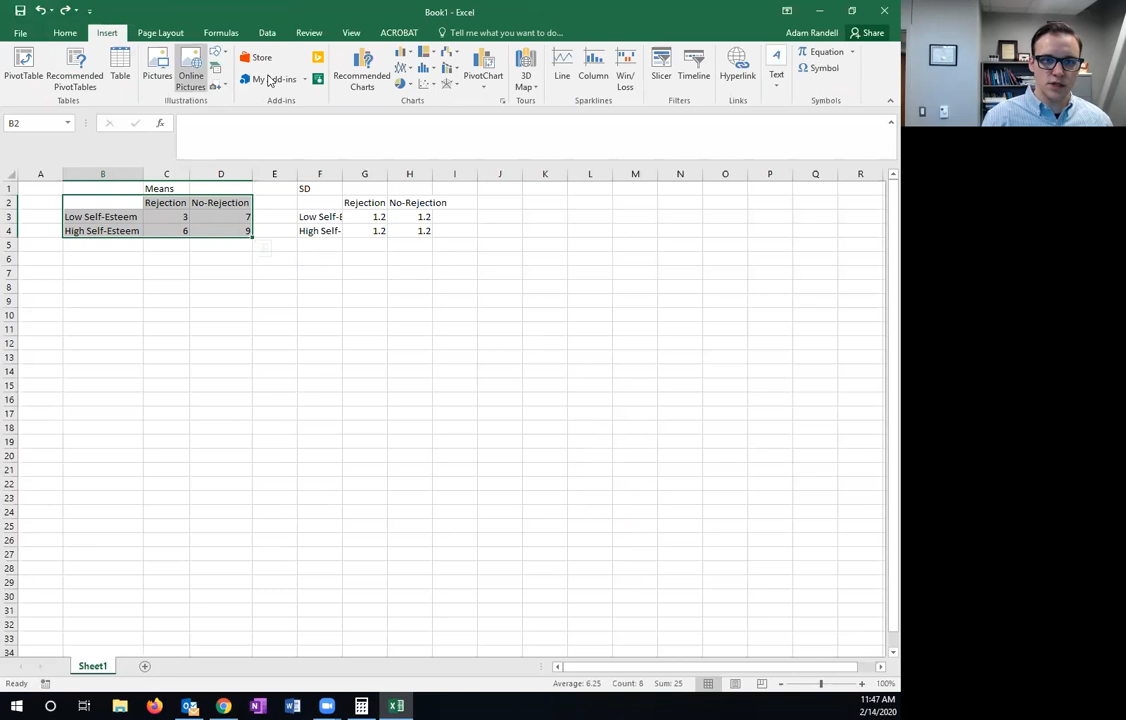 Book1 - Excel
File Home Insert Page Layout Formulas Data Review View ACROBAT Tell me what you want to do... Adam Randell Share
PivotTable Recommended PivotTables Table Pictures Online Pictures Store My Add-ins Recommended Charts PivotChart 3D Map Line Column Win/Loss Slicer Timeline Hyperlink Text Equation Symbol
Tables Illustrations Add-ins Charts Tours Sparklines Filters Links Symbols
B2 fx
A B C D E F G H I J K L M N O P Q R
1 Means SD
2 Rejection No-Rejection Rejection No-Rejection
3 Low Self-Esteem 3 7 Low Self-E 1.2 1.2
4 High Self-Esteem 6 9 High Self- 1.2 1.2
5
6
7
8
9
10
11
12
13
14
15
16
17
18
19
20
21
22
23
24
25
26
27
28
29
30
31
32
33
34
Sheet1
Ready Average: 6.25 Count: 8 Sum: 25 100%
11:47 AM
2/14/2020